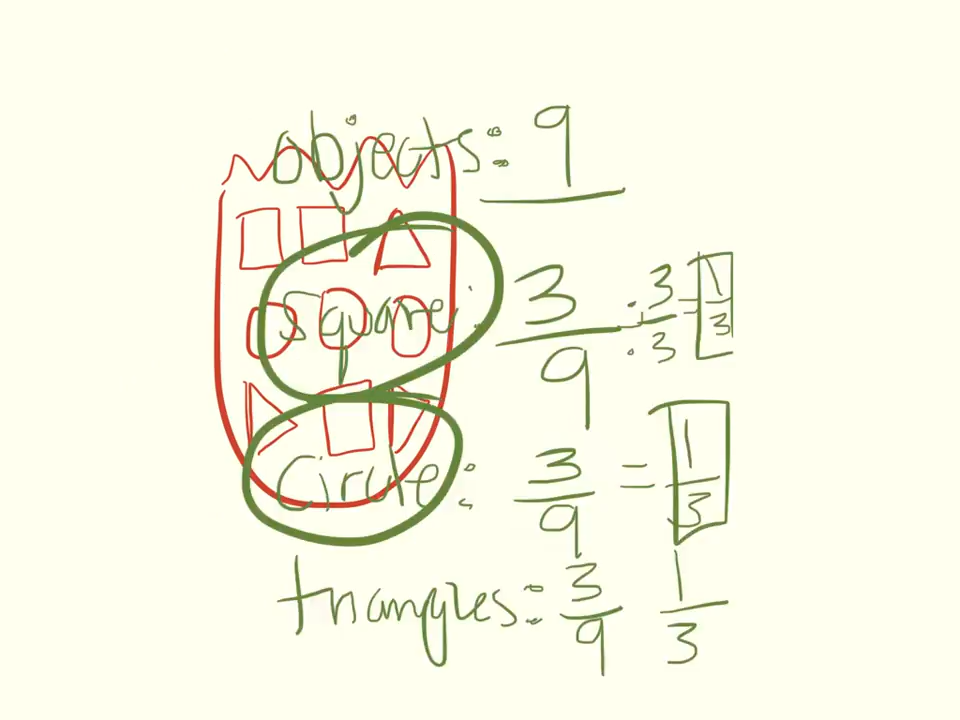 objects: 9
square: 3/9 ÷ 3/3 = 1/3
Circle: 3/9 = 1/3
triangles: 3/9 1/3